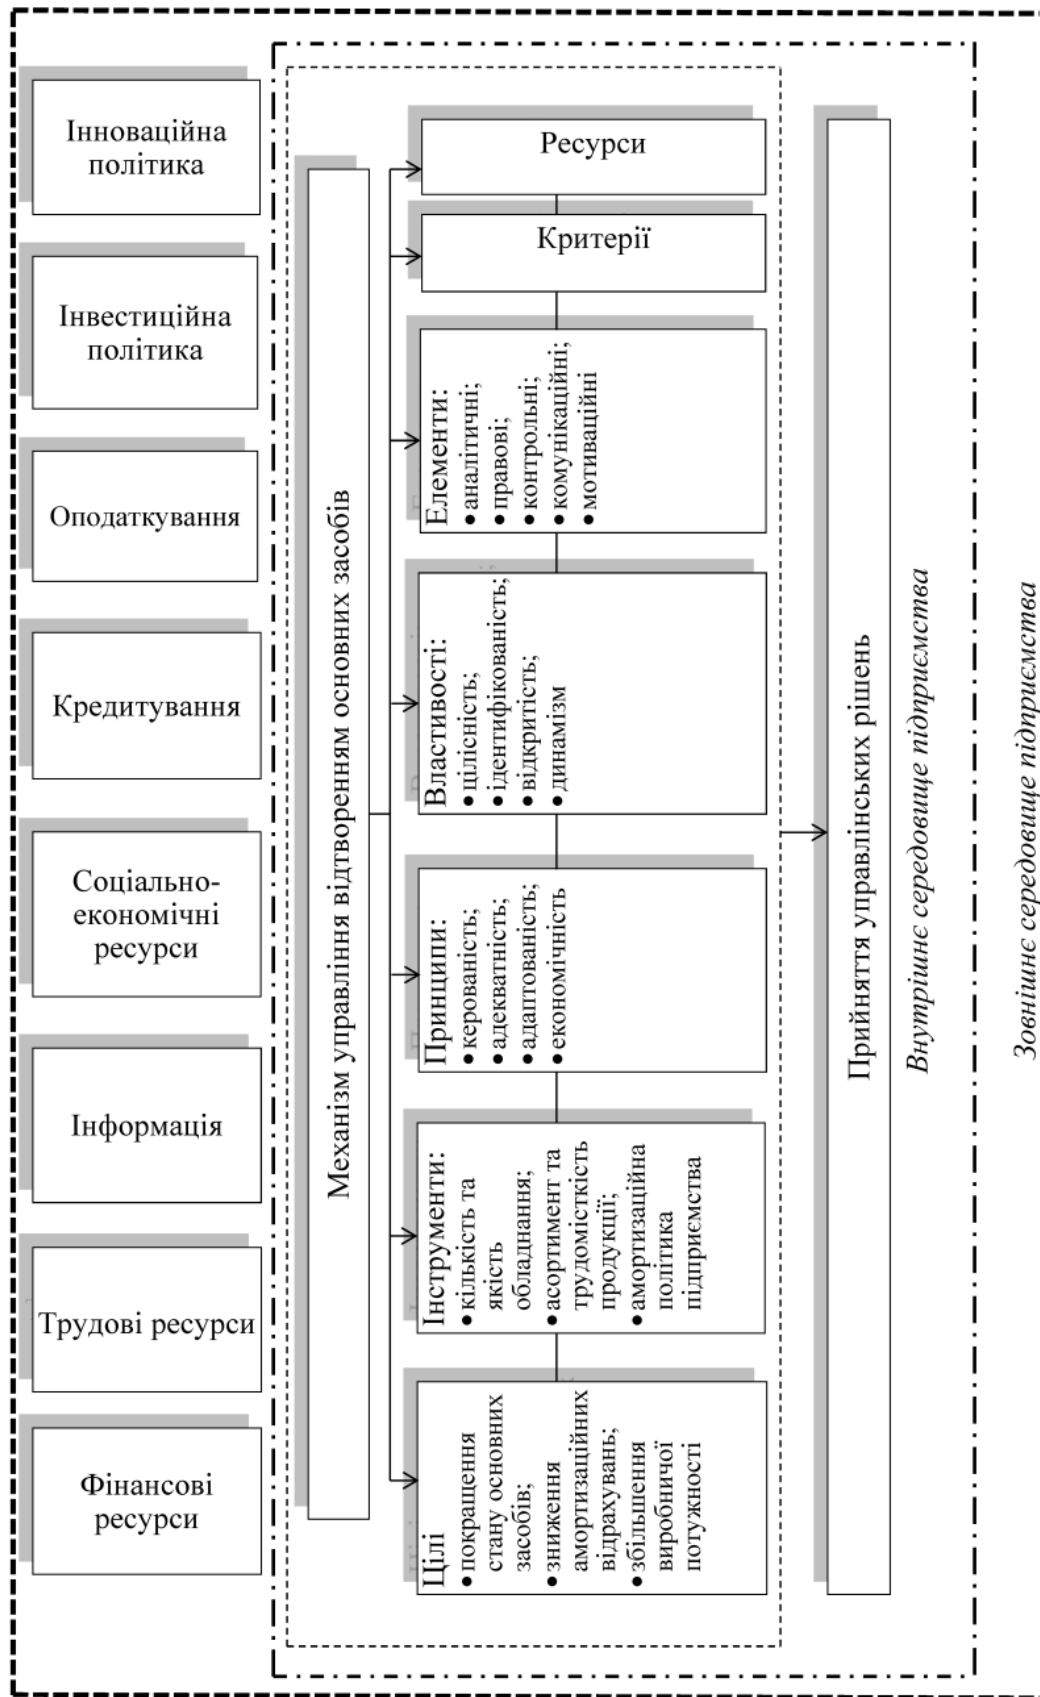 Інноваційна
політика
Інвестиційна
політика
Оподаткування
Кредитування
Соціально-
економічні
ресурси
Інформація
Трудові ресурси
Фінансові
ресурси
Механізм управління відтворенням основних засобів
Цілі
• покращення
стану основних
засобів;
• зниження
амортизаційних
відрахувань;
• збільшення
виробничої
потужності
Інструменти:
• кількість та
якість
обладнання;
• асортимент та
трудомісткість
продукції;
• амортизаційна
політика
підприємства
Принципи:
• керованість;
• адекватність;
• адаптованість;
• економічність
Властивості:
• цілісність;
• ідентифікованість;
• відкритість;
• динамізм
Елементи:
• аналітичні;
• правові;
• контрольні;
• комунікаційні;
• мотиваційні
Критерії
Ресурси
Прийняття управлінських рішень
Внутрішнє середовище підприємства
Зовнішнє середовище підприємства